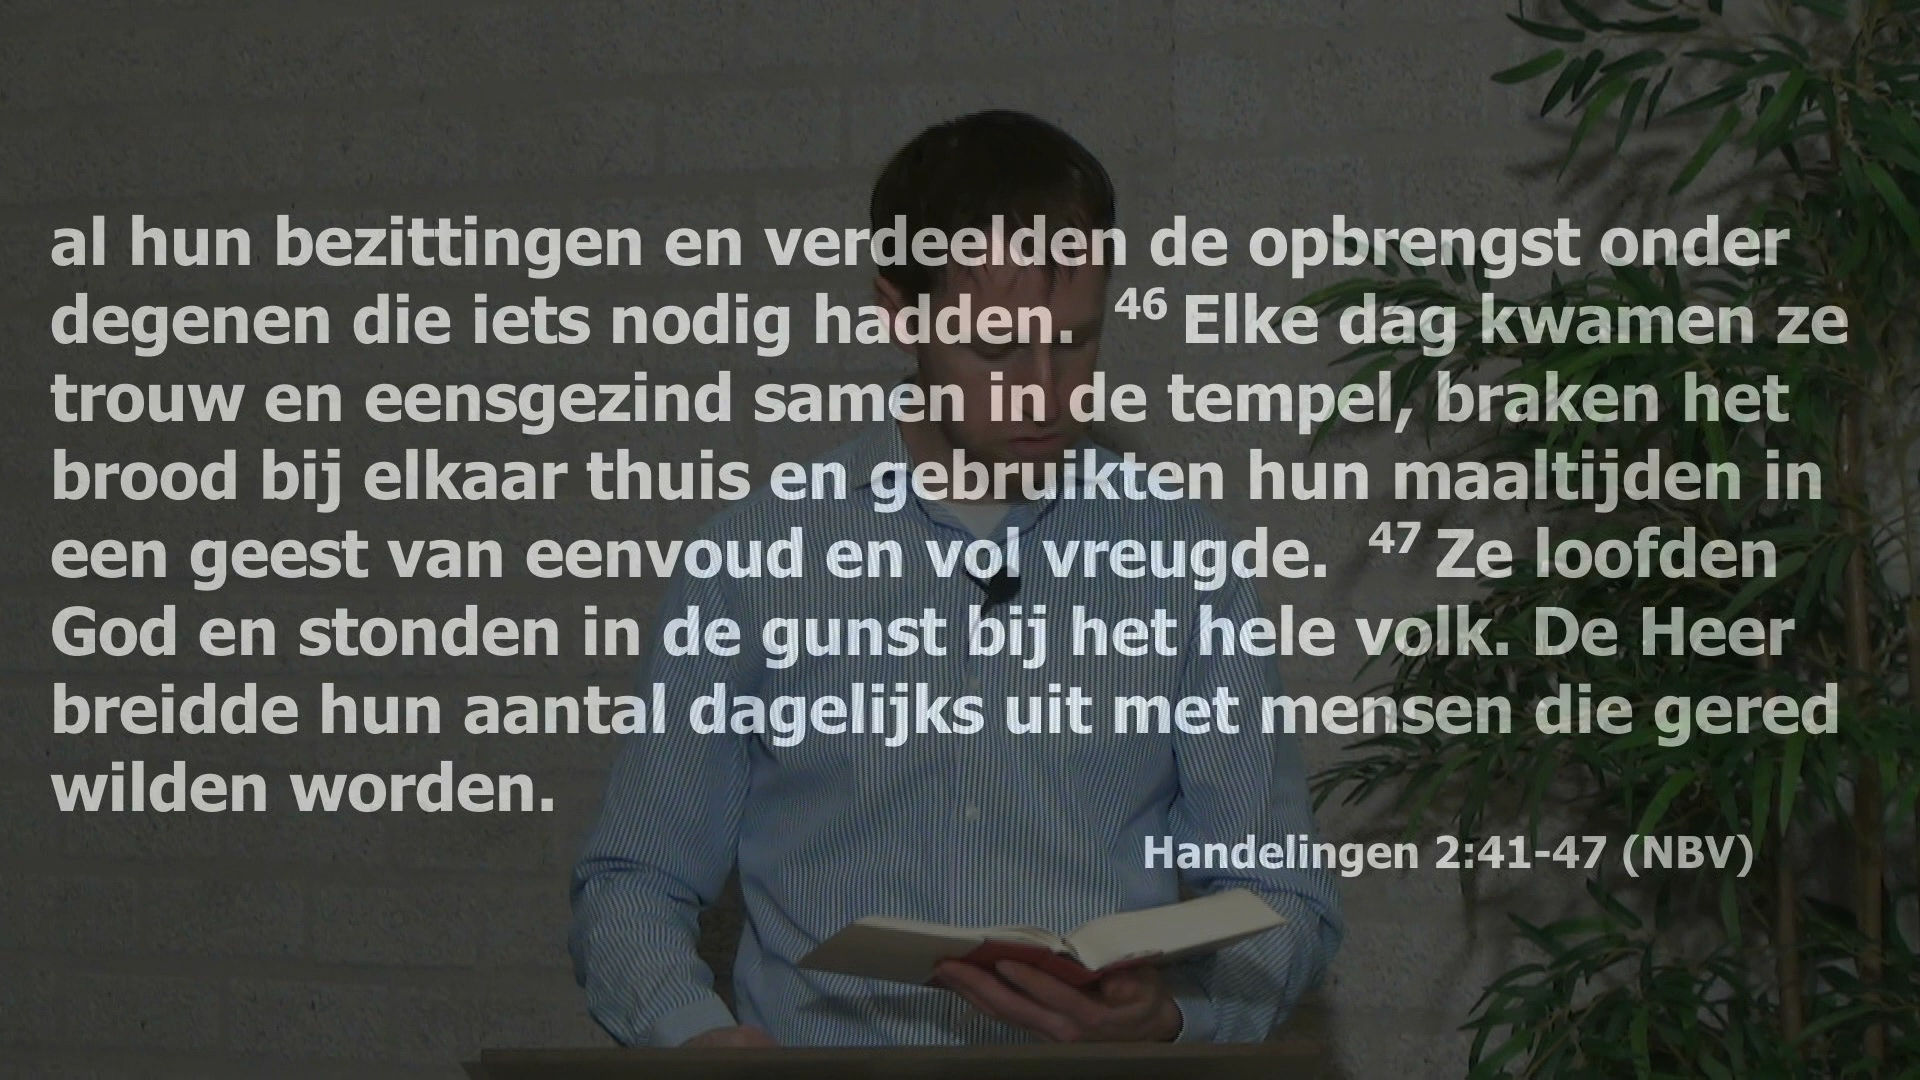 al hun bezittingen en verdeelden de opbrengst onder
degenen die iets nodig hadden. 46 Elke dag kwamen ze
trouw en eensgezind samen in de tempel, braken het
brood bij elkaar thuis en gebruikten hun maaltijden in
een geest van eenvoud en vol vreugde. 47 Ze loofden
God en stonden in de gunst bij het hele volk. De Heer
breidde hun aantal dagelijks uit met mensen die gered
wilden worden.
Handelingen 2:41-47 (NBV)